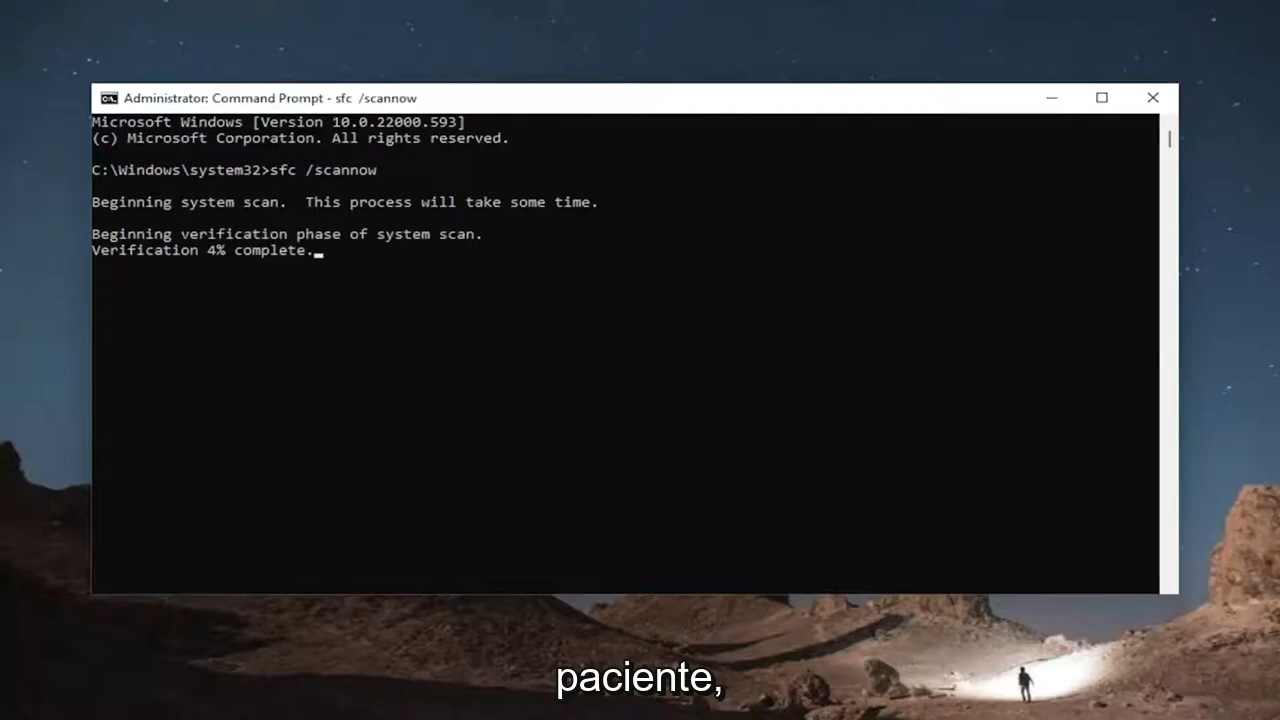 Administrator: Command Prompt - sfc /scannow
Microsoft Windows [Version 10.0.22000.593]
(c) Microsoft Corporation. All rights reserved.
C:\Windows\system32>sfc /scannow
Beginning system scan.  This process will take some time.
Beginning verification phase of system scan.
Verification 4% complete.
paciente,